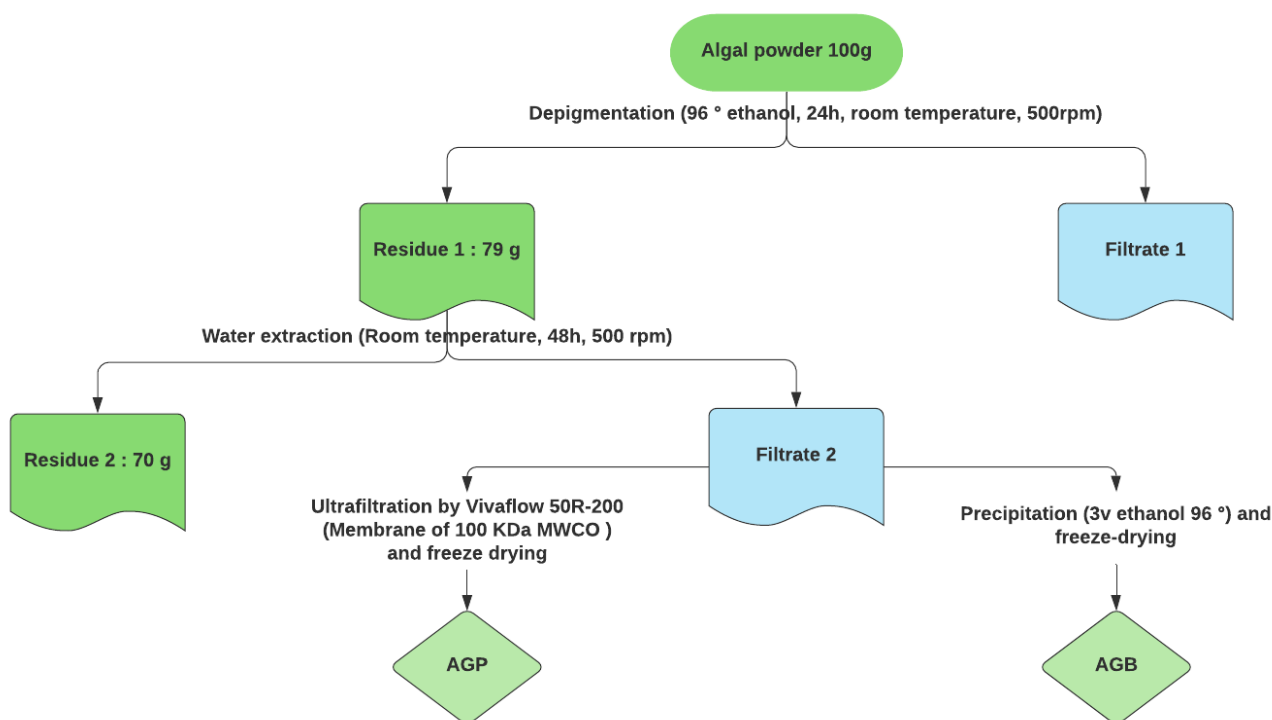 Algal powder 100g
Depigmentation (96 ° ethanol, 24h, room temperature, 500rpm)
Residue 1 : 79 g
Filtrate 1
Water extraction (Room temperature, 48h, 500 rpm)
Residue 2 : 70 g
Filtrate 2
Ultrafiltration by Vivaflow 50R-200
(Membrane of 100 KDa MWCO )
and freeze drying
Precipitation (3v ethanol 96 °) and
freeze-drying
AGP
AGB